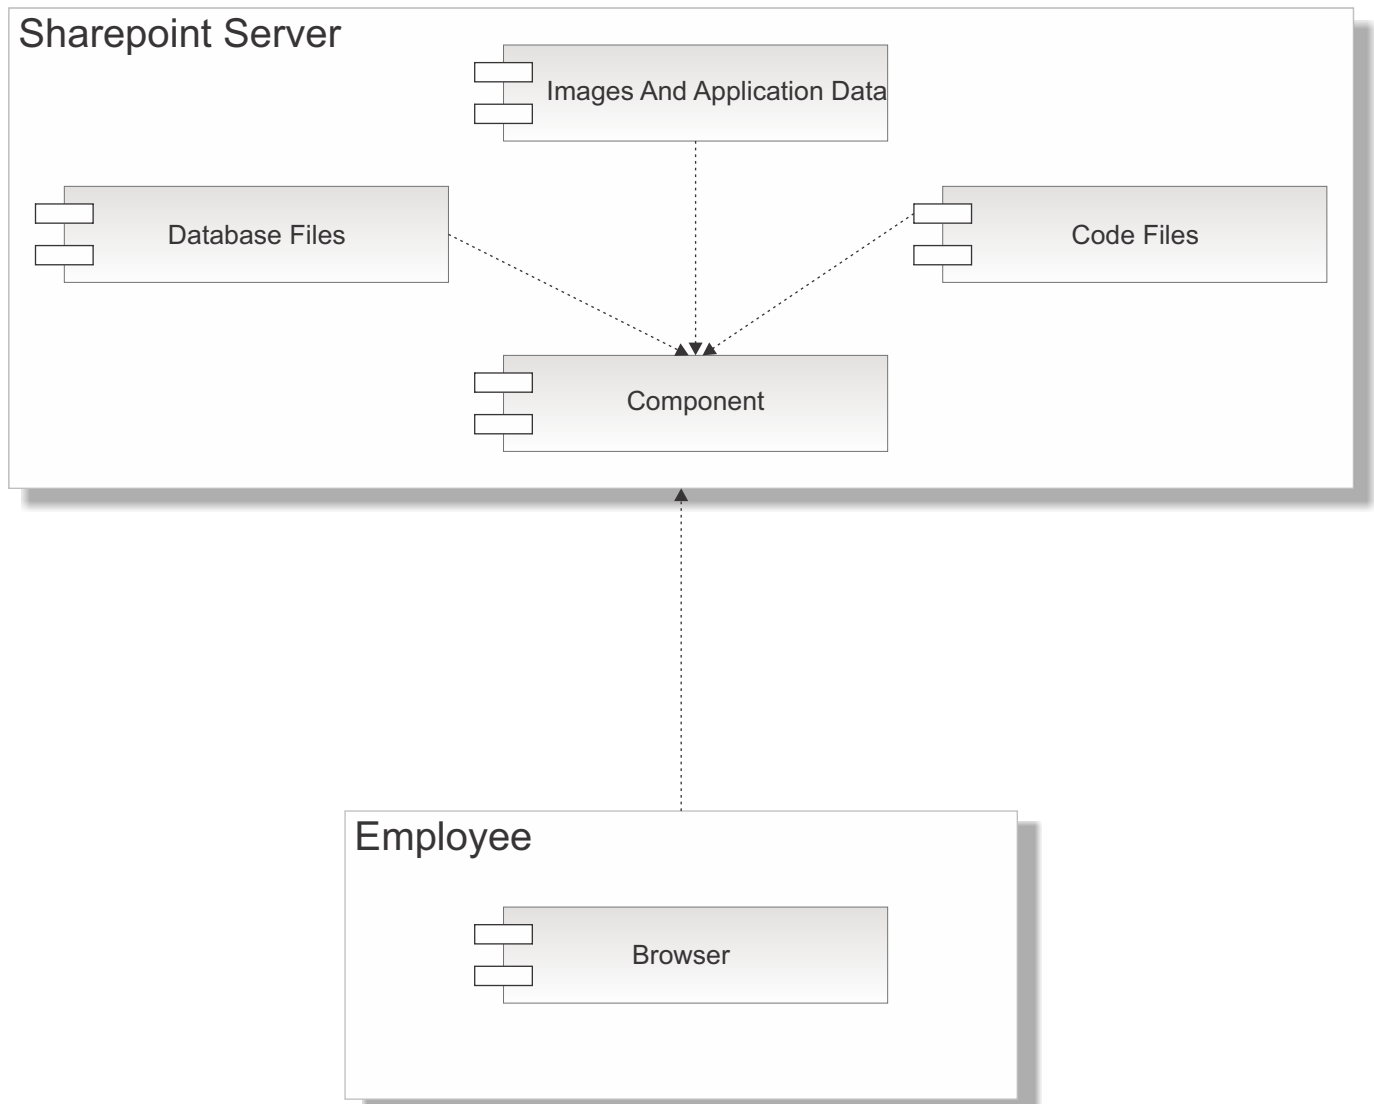 Sharepoint Server
Images And Application Data
Database Files
Code Files
Component
Employee
Browser